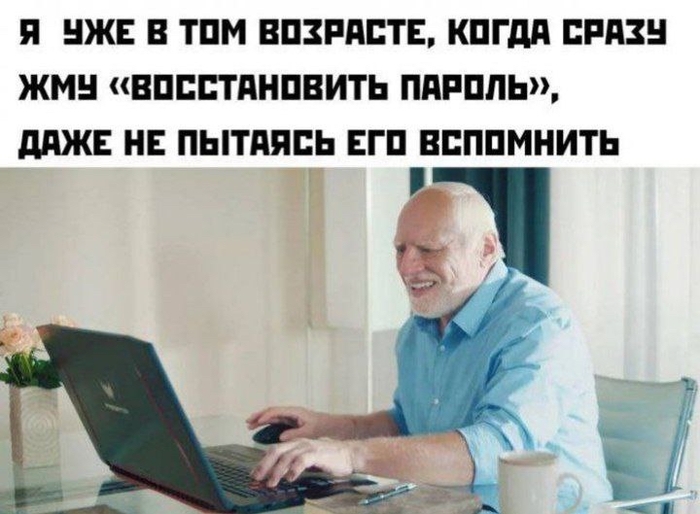 Я УЖЕ В ТОМ ВОЗРАСТЕ, КОГДА СРАЗУ
ЖМУ «ВОССТАНОВИТЬ ПАРОЛЬ»,
ДАЖЕ НЕ ПЫТАЯСЬ ЕГО ВСПОМНИТЬ